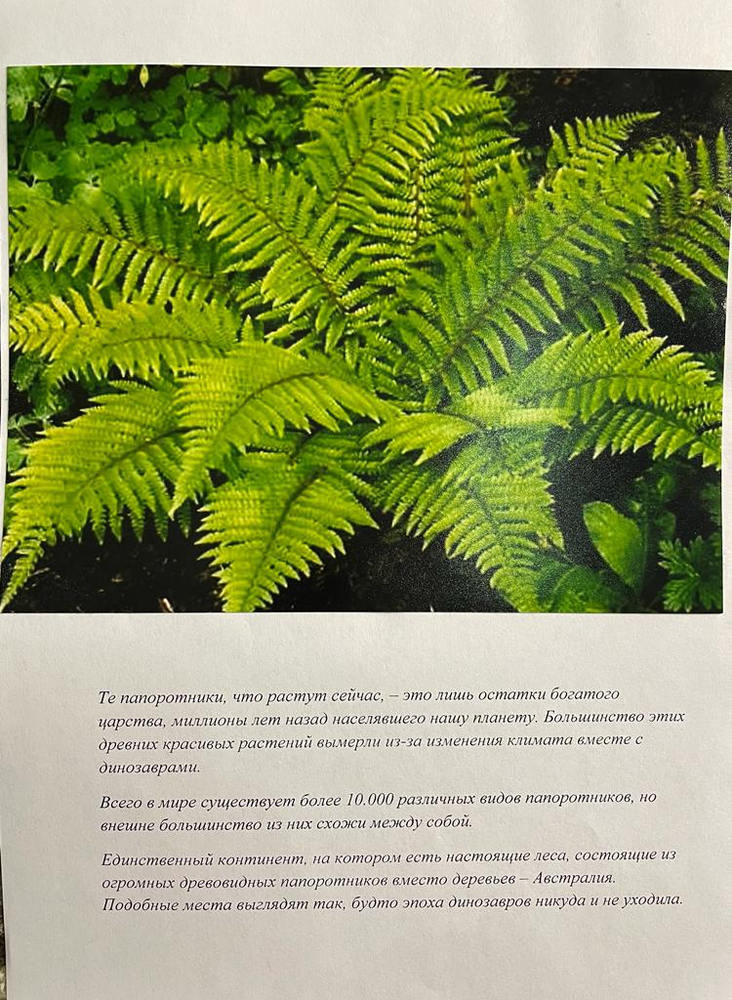 Те папоротники, что растут сейчас, – это лишь остатки богатого
царства, миллионы лет назад населявшего нашу планету. Большинство этих
древних красивых растений вымерли из-за изменения климата вместе с
динозаврами.
Всего в мире существует более 10.000 различных видов папоротников, но
внешне большинство из них схожи между собой.
Единственный континент, на котором есть настоящие леса, состоящие из
огромных древовидных папоротников вместо деревьев – Австралия.
Подобные места выглядят так, будто эпоха динозавров никуда и не уходила.